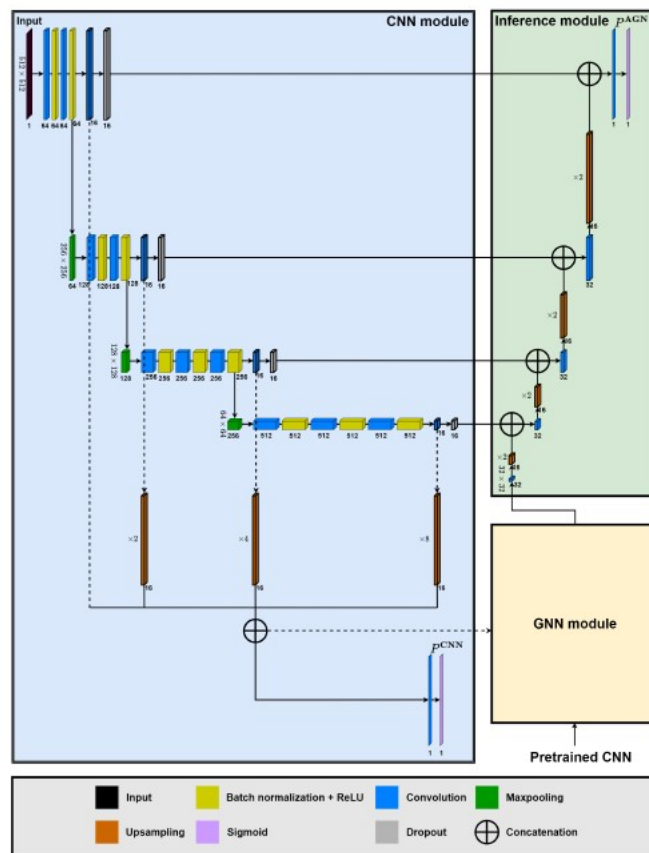 Input
CNN module
Inference module
P^AGN
512 × 512
1
64 64 64
64
16
16
1
1
×2
16
256 × 256
64
128
128 128
128
16
16
32
×2
16
128 × 128
128
256 256 256 256 256 256
16
16
32
×2
16
64 × 64
256
512 512 512 512 512 512
16
16
32
×2
16
32 × 32
32
×2
×4
×8
16
16
16
GNN module
P^CNN
1
1
Pretrained CNN
Input
Batch normalization + ReLU
Convolution
Maxpooling
Upsampling
Sigmoid
Dropout
Concatenation